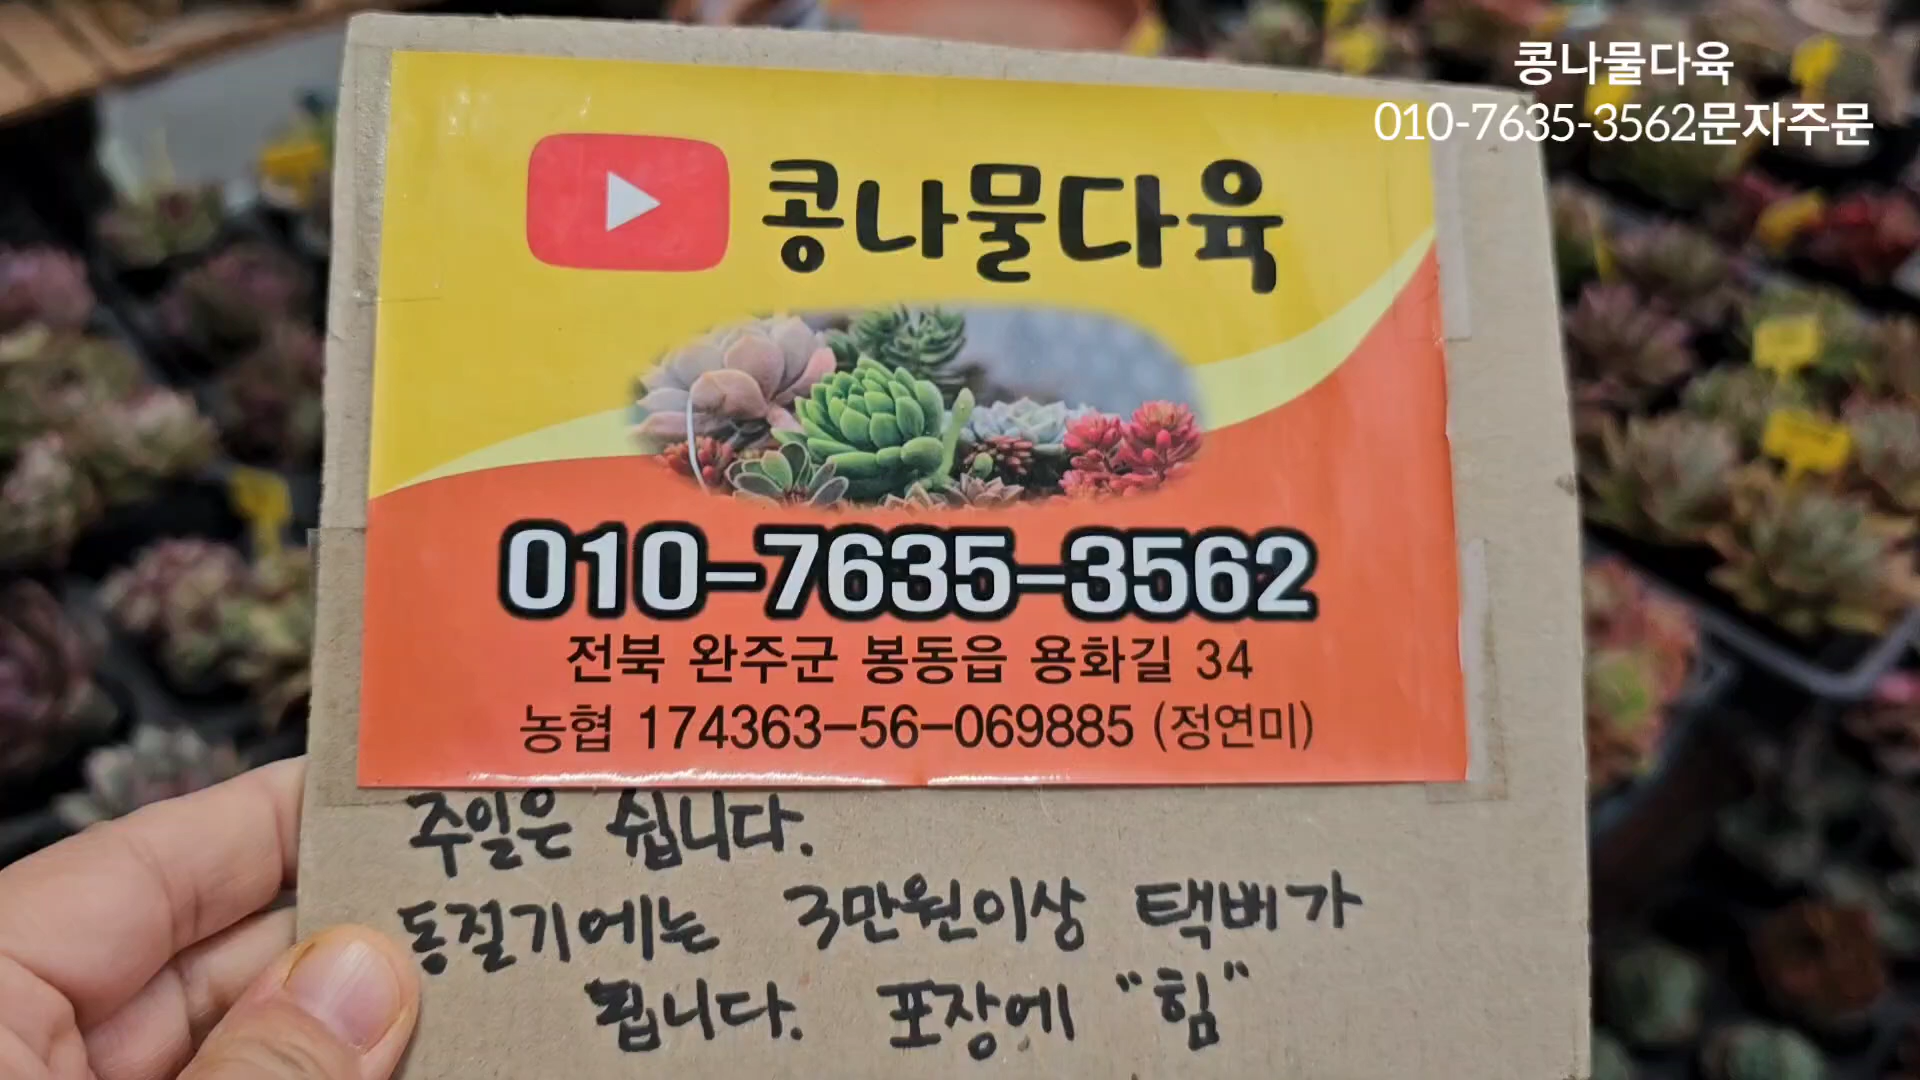 콩나물다육
010-7635-3562문자주문
콩나물다육
010-7635-3562
전북 완주군 봉동읍 용화길 34
농협 174363-56-069885 (정연미)
주일은 쉽니다.
동절기에는 3만원이상 택배가
됩니다. 포장에 "힘"